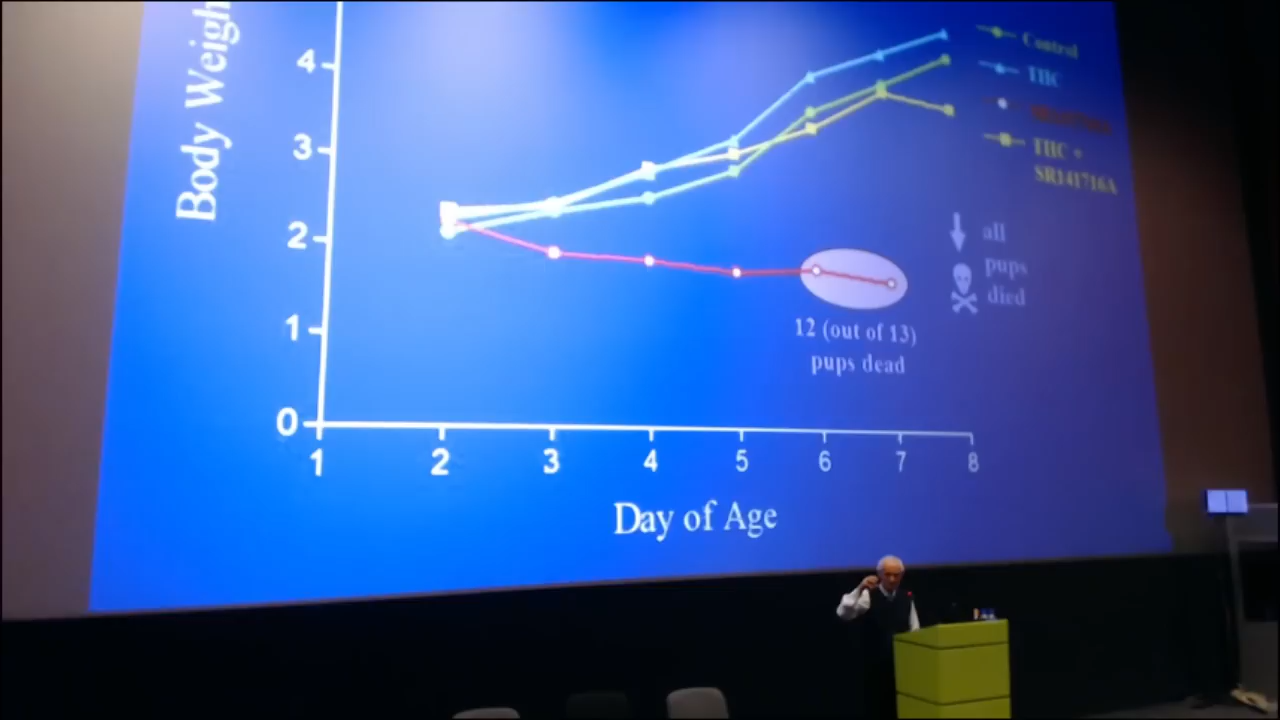 Body Weigh
4
3
2
1
0
1 2 3 4 5 6 7 8
Day of Age
Control
THC
THC +
SR141716A
all
pups
died
12 (out of 13)
pups dead